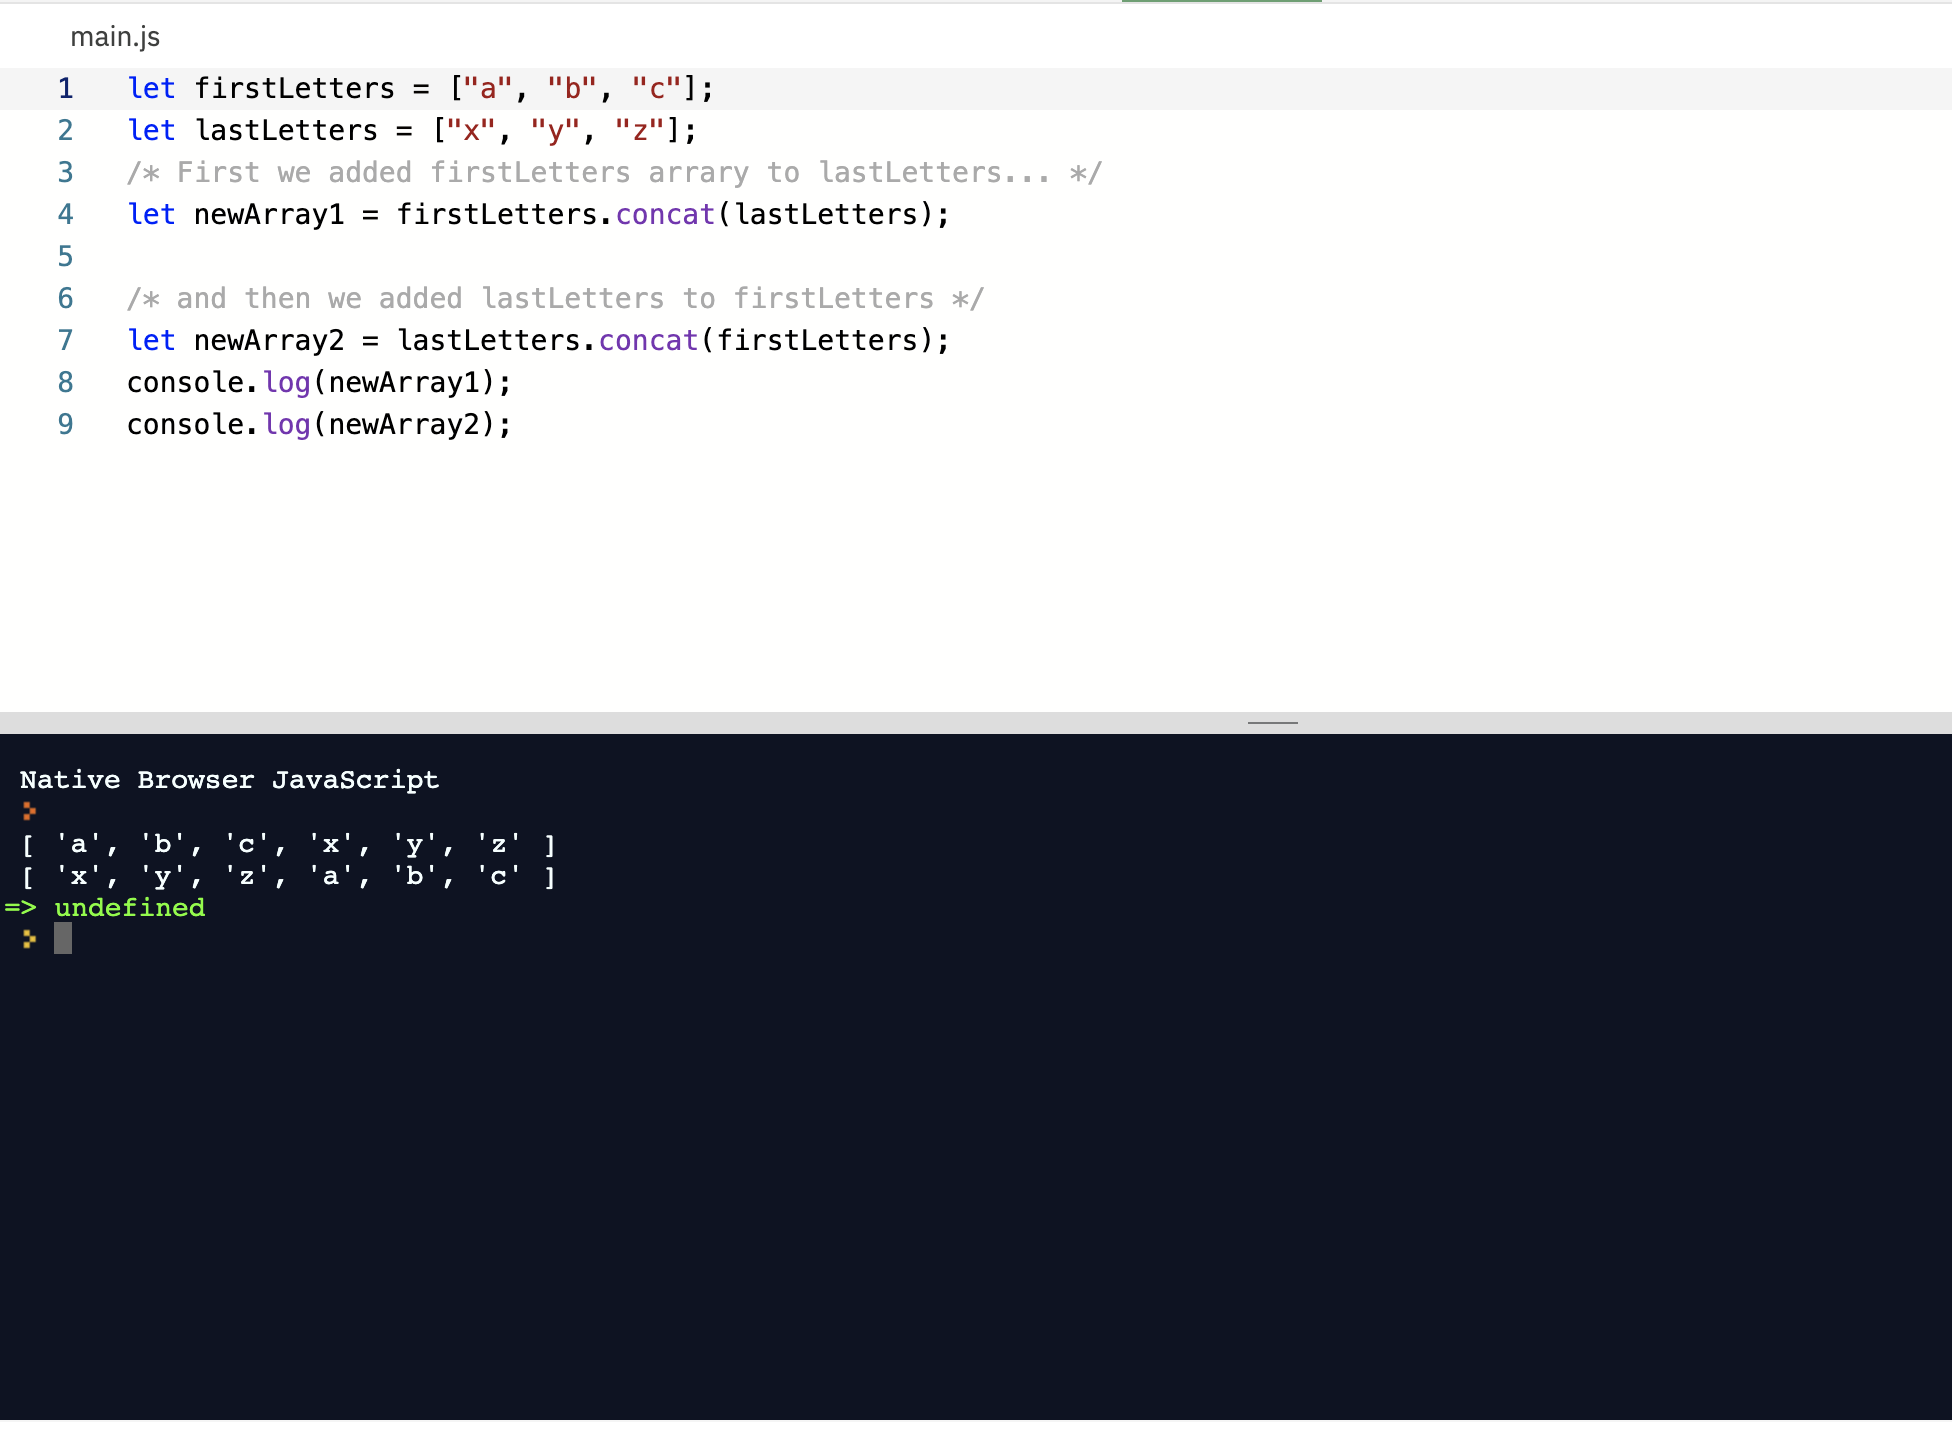 main.js
1 let firstLetters = ["a", "b", "c"];
2 let lastLetters = ["x", "y", "z"];
3 /* First we added firstLetters arrary to lastLetters... */
4 let newArray1 = firstLetters.concat(lastLetters);
5
6 /* and then we added lastLetters to firstLetters */
7 let newArray2 = lastLetters.concat(firstLetters);
8 console.log(newArray1);
9 console.log(newArray2);
Native Browser JavaScript
>
[ 'a', 'b', 'c', 'x', 'y', 'z' ]
[ 'x', 'y', 'z', 'a', 'b', 'c' ]
=> undefined
>